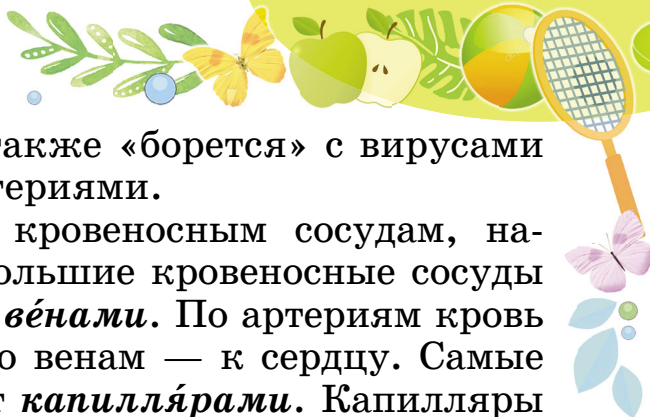 также «борется» с вирусами
териями.
кровеносным сосудам, на-
ольшие кровеносные сосуды
ве́нами. По артериям кровь
о венам — к сердцу. Самые
т капилля́рами. Капилляры